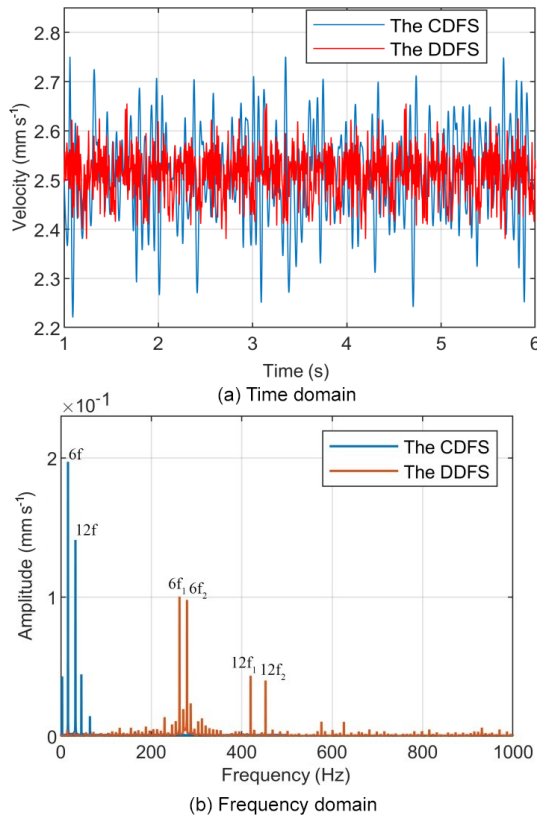 The CDFS
The DDFS
2.8
2.7
2.6
2.5
2.4
2.3
2.2
Velocity (mm s⁻¹)
1 2 3 4 5 6
Time (s)
(a) Time domain
×10⁻¹
The CDFS
The DDFS
2
1
0
Amplitude (mm s⁻¹)
6f
12f
6f₁ 6f₂
12f₁ 12f₂
0 200 400 600 800 1000
Frequency (Hz)
(b) Frequency domain